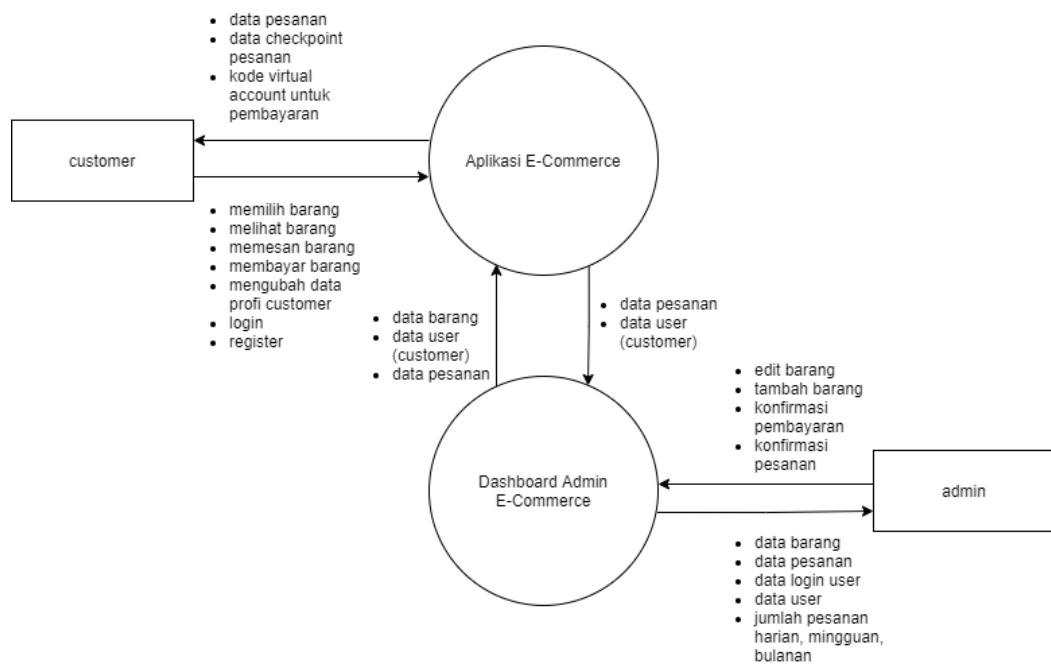 • data pesanan
• data checkpoint
pesanan
• kode virtual
account untuk
pembayaran
customer
Aplikasi E-Commerce
• memilih barang
• melihat barang
• memesan barang
• membayar barang
• mengubah data
profi customer
• login
• register
• data barang
• data user
(customer)
• data pesanan
• data pesanan
• data user
(customer)
• edit barang
• tambah barang
• konfirmasi
pembayaran
• konfirmasi
pesanan
Dashboard Admin
E-Commerce
admin
• data barang
• data pesanan
• data login user
• data user
• jumlah pesanan
harian, mingguan,
bulanan